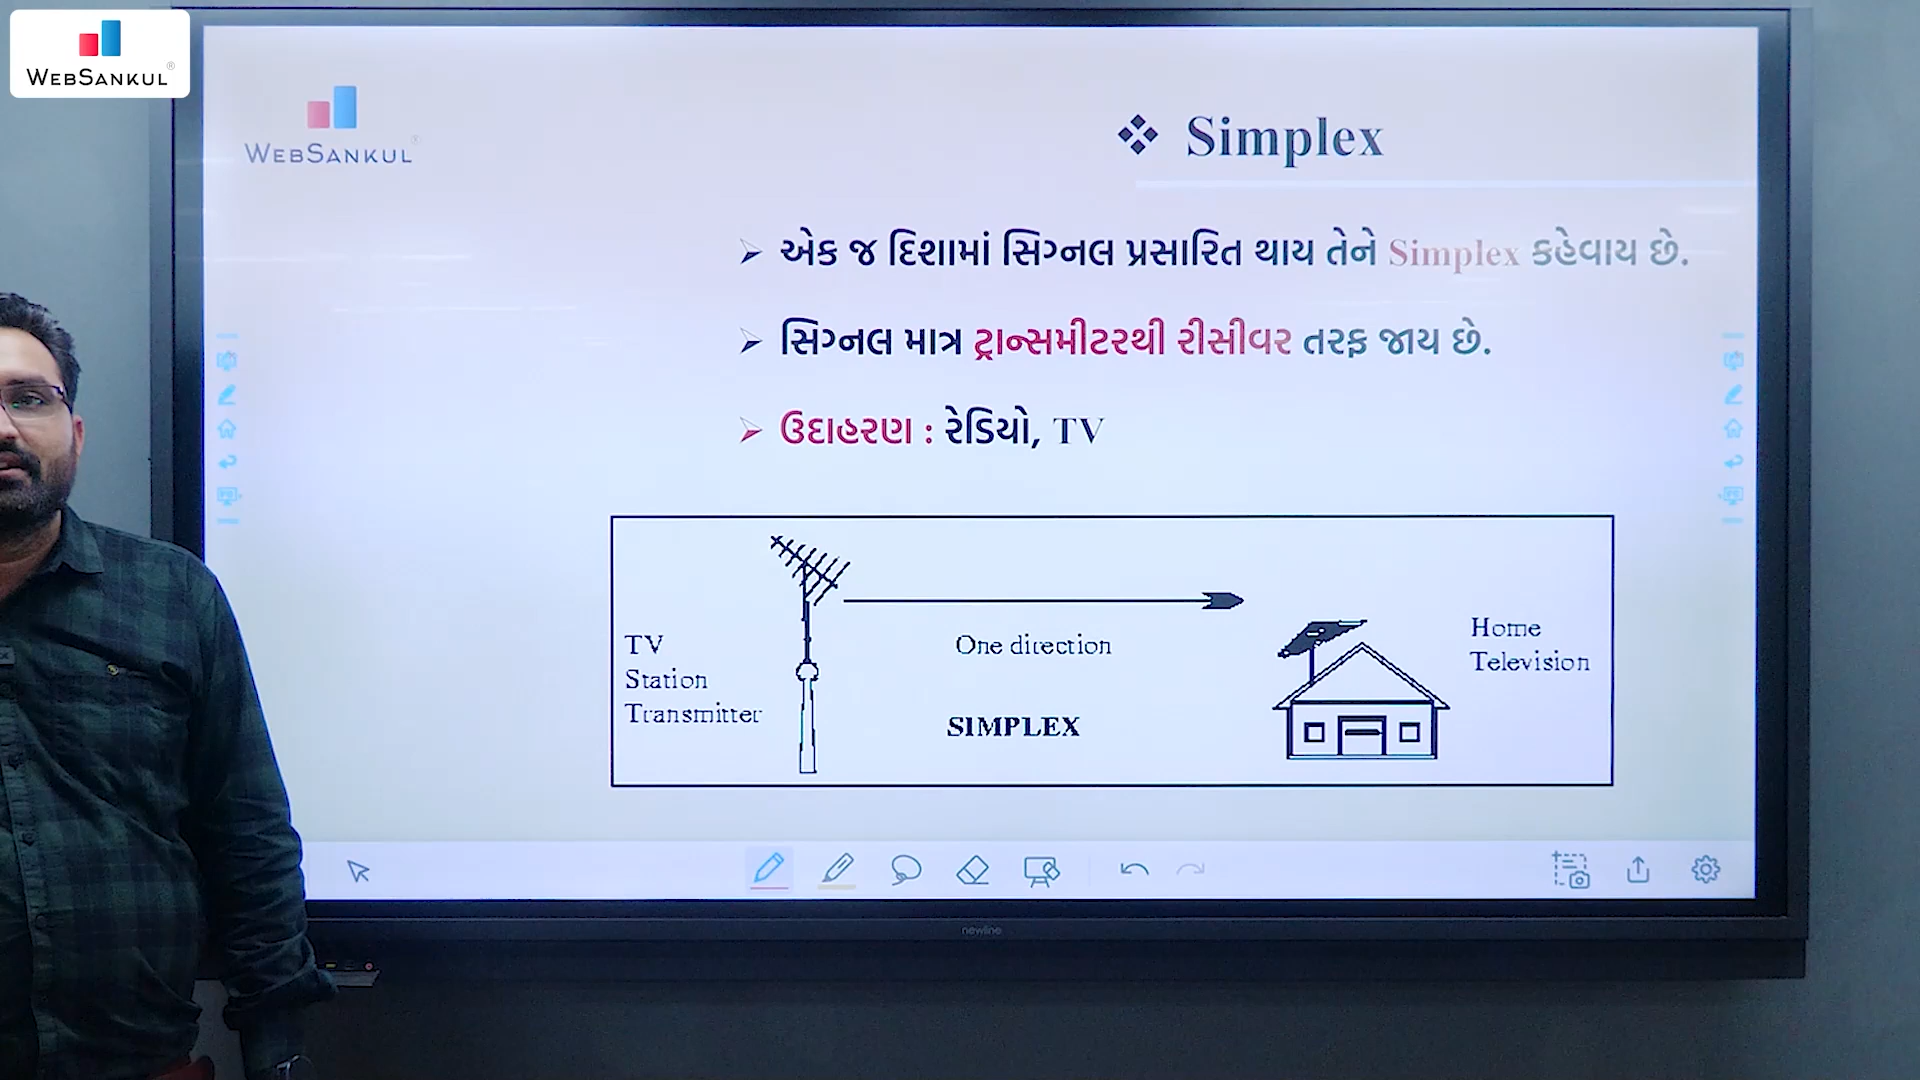 WEBSANKUL
WEBSANKUL
❖ Simplex
➢ એક જ દિશામાં સિગ્નલ પ્રસારિત થાય તેને Simplex કહેવાય છે.
➢ સિગ્નલ માત્ર ટ્રાન્સમીટરથી રીસીવર તરફ જાય છે.
➢ ઉદાહરણ : રેડિયો, TV
TV
Station
Transmitter
One direction
SIMPLEX
Home
Television
newline